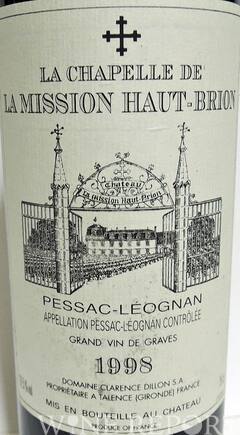 LA CHAPELLE DE
LA MISSION HAUT-BRION
Chateau
La mission Haut Brion
PESSAC-LÉOGNAN
APPELLATION PESSAC-LÉOGNAN CONTRÔLÉE
GRAND VIN DE GRAVES
1998
DOMAINE CLARENCE DILLON S.A
PROPRIÉTAIRE A TALENCE (GIRONDE) FRANCE
MIS EN BOUTEILLE AU CHATEAU
PRODUCE OF FRANCE